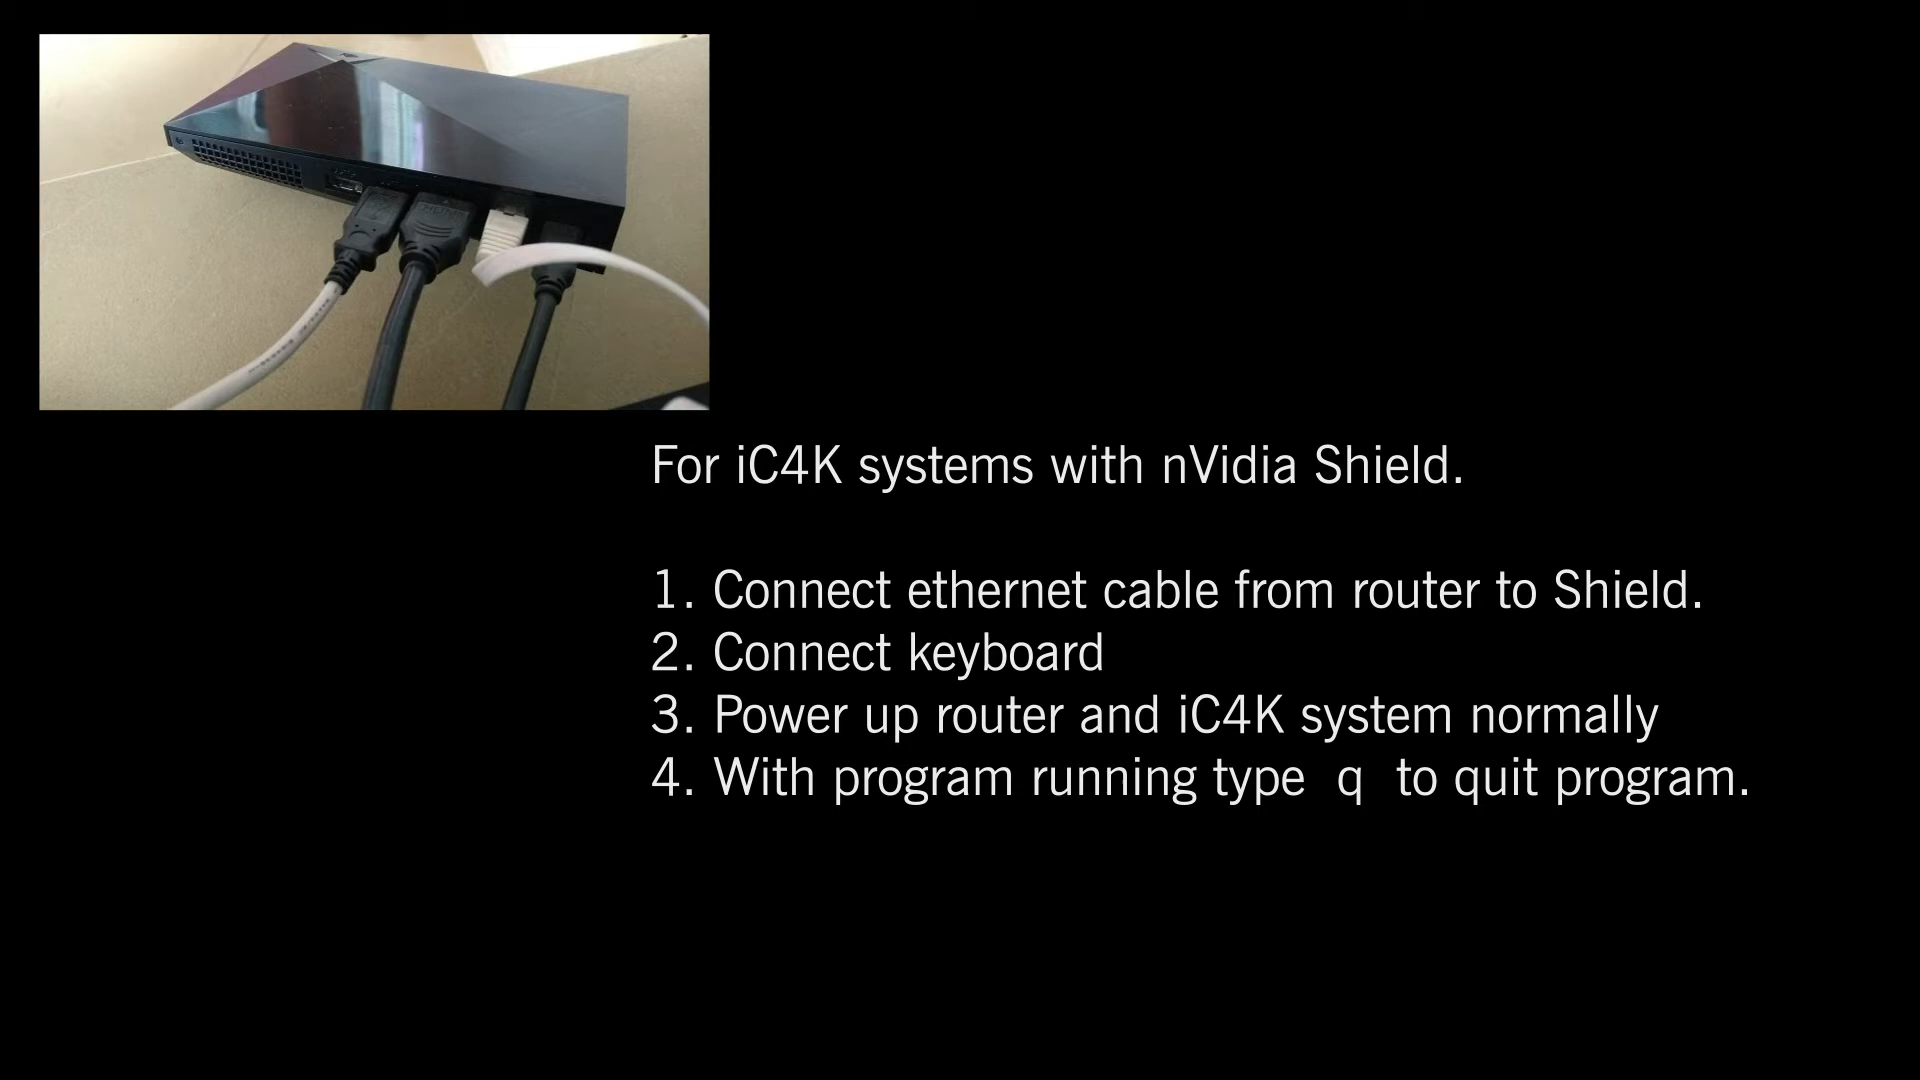 For iC4K systems with nVidia Shield.
1. Connect ethernet cable from router to Shield.
2. Connect keyboard
3. Power up router and iC4K system normally
4. With program running type  q  to quit program.